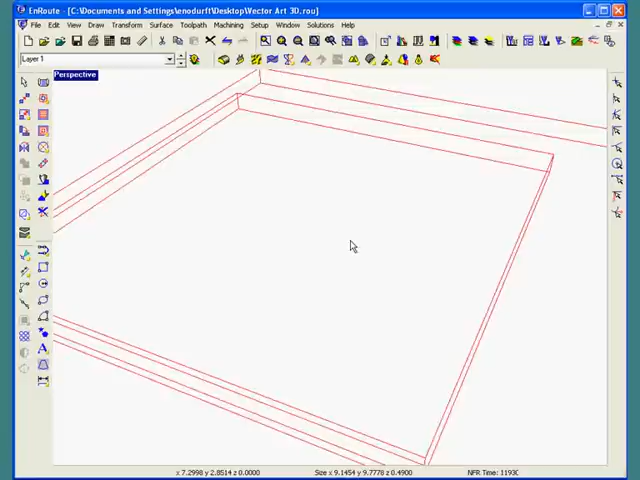 EnRoute - [C:\Documents and Settings\enodurft\Desktop\Vector Art 3D.rou]
File Edit View Draw Transform Surface Toolpath Machining Setup Window Solutions Help
Layer 1
Perspective
x 7.2998 y 2.8514 z 0.0000 Size x 9.1454 y 9.7778 z 0.4900 NFR Time: 1193(